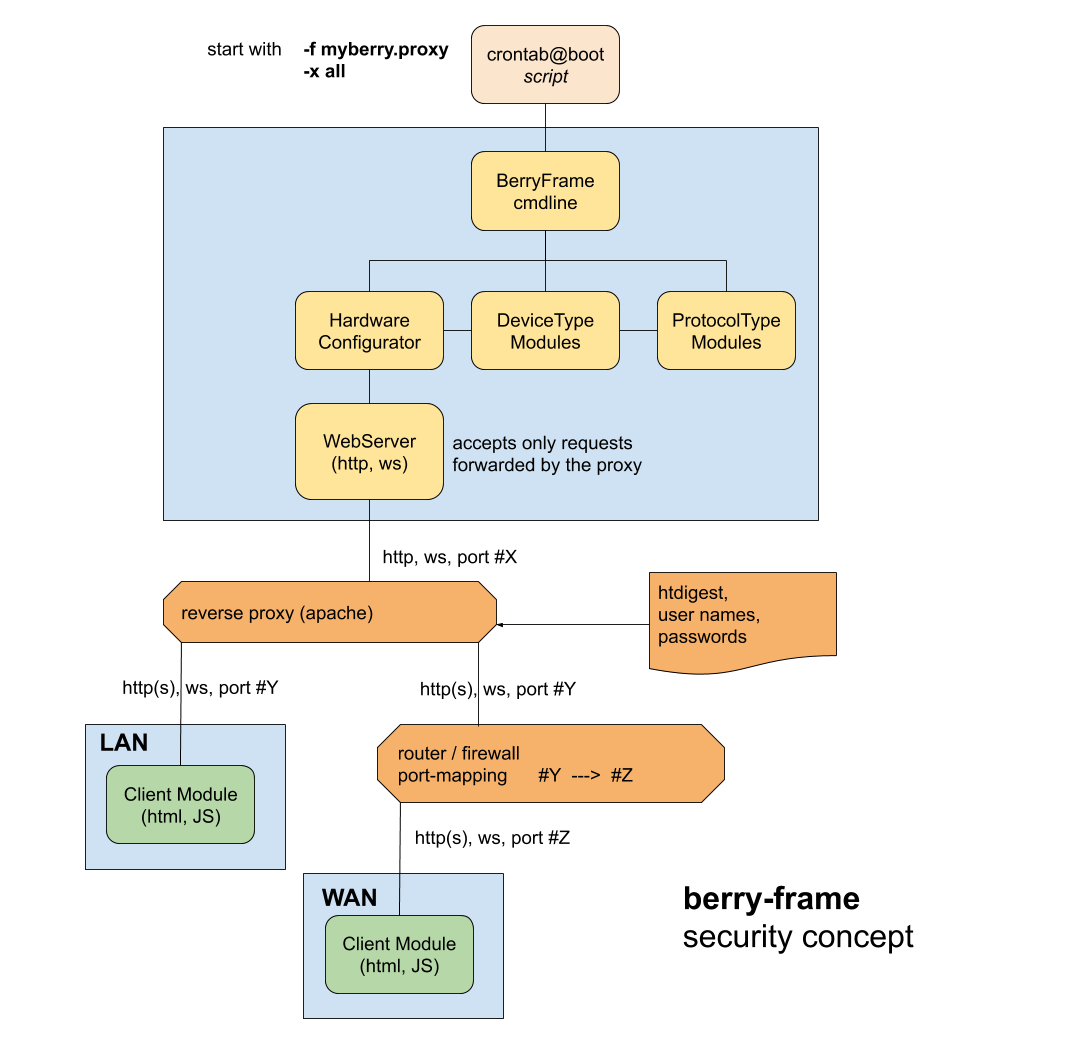 start with -f myberry.proxy
-x all
crontab@boot
script
BerryFrame
cmdline
Hardware
Configurator
DeviceType
Modules
ProtocolType
Modules
WebServer
(http, ws)
accepts only requests
forwarded by the proxy
http, ws, port #X
reverse proxy (apache)
htdigest,
user names,
passwords
http(s), ws, port #Y
http(s), ws, port #Y
LAN
Client Module
(html, JS)
router / firewall
port-mapping #Y ---> #Z
http(s), ws, port #Z
WAN
Client Module
(html, JS)
berry-frame
security concept